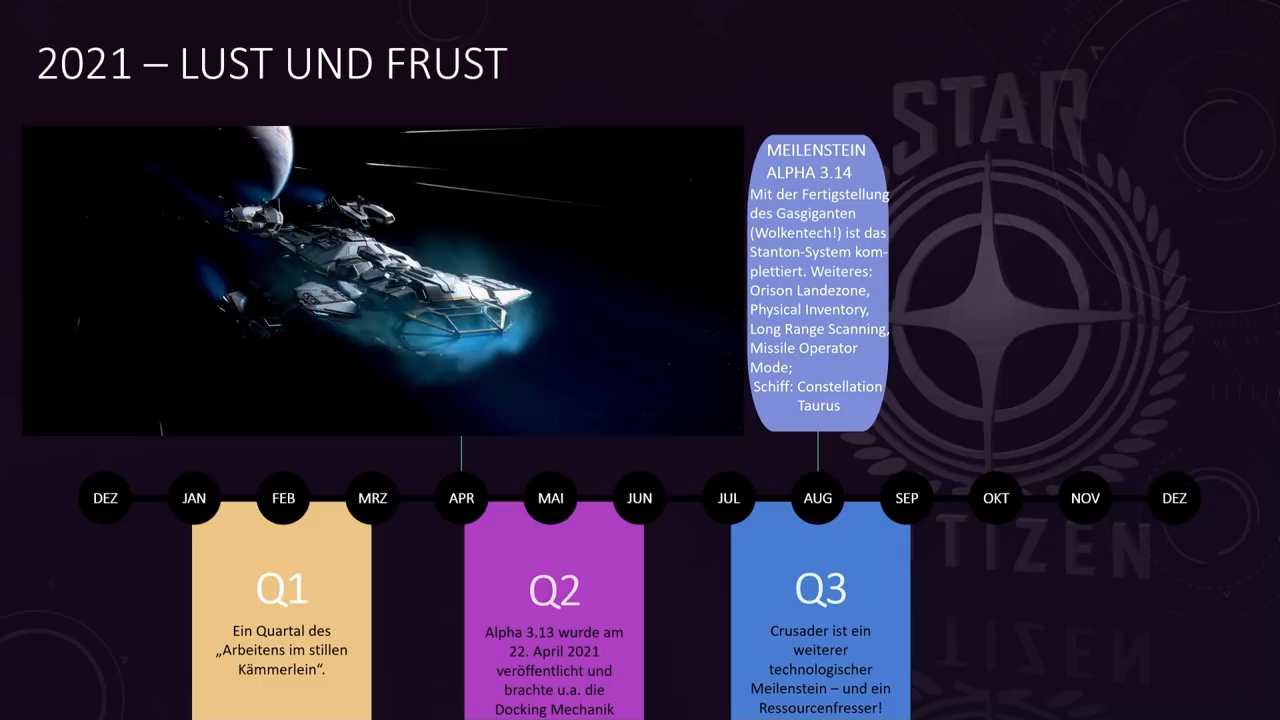 2021 – LUST UND FRUST
STAR
MEILENSTEIN
ALPHA 3.14
Mit der Fertigstellung
des Gasgiganten
(Wolkentech!) ist das
Stanton-System kom-
plettiert. Weiteres:
Orison Landezone,
Physical Inventory,
Long Range Scanning,
Missile Operator
Mode;
Schiff: Constellation
Taurus
DEZ JAN FEB MRZ APR MAI JUN JUL AUG SEP OKT NOV DEZ
TIZEN
Q1
Ein Quartal des
„Arbeitens im stillen
Kämmerlein“.
Q2
Alpha 3.13 wurde am
22. April 2021
veröffentlicht und
brachte u.a. die
Docking Mechanik
Q3
Crusader ist ein
weiterer
technologischer
Meilenstein – und ein
Ressourcenfresser!